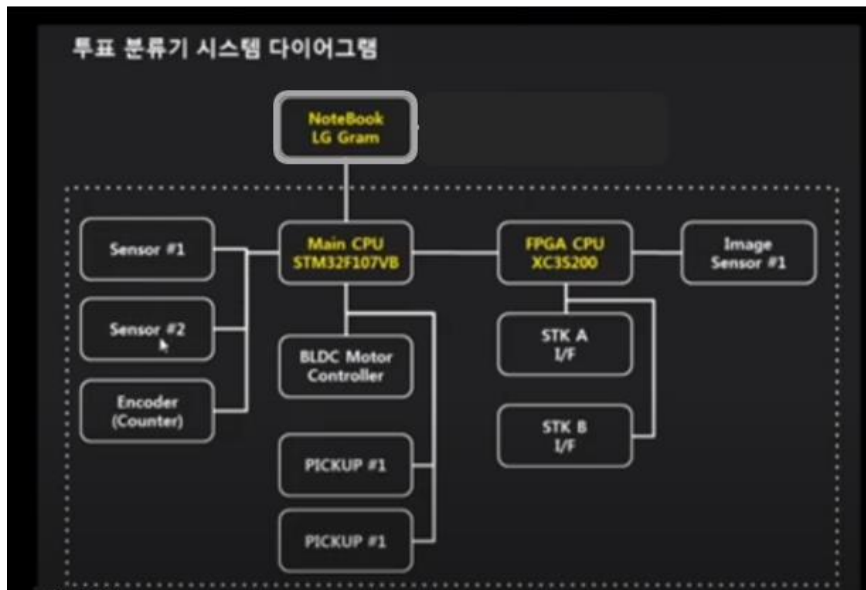 투표 분류기 시스템 다이어그램
NoteBook
LG Gram
Sensor #1
Main CPU
STM32F107VB
FPGA CPU
XC3S200
Image
Sensor #1
Sensor #2
BLDC Motor
Controller
STK A
I/F
Encoder
(Counter)
STK B
I/F
PICKUP #1
PICKUP #1